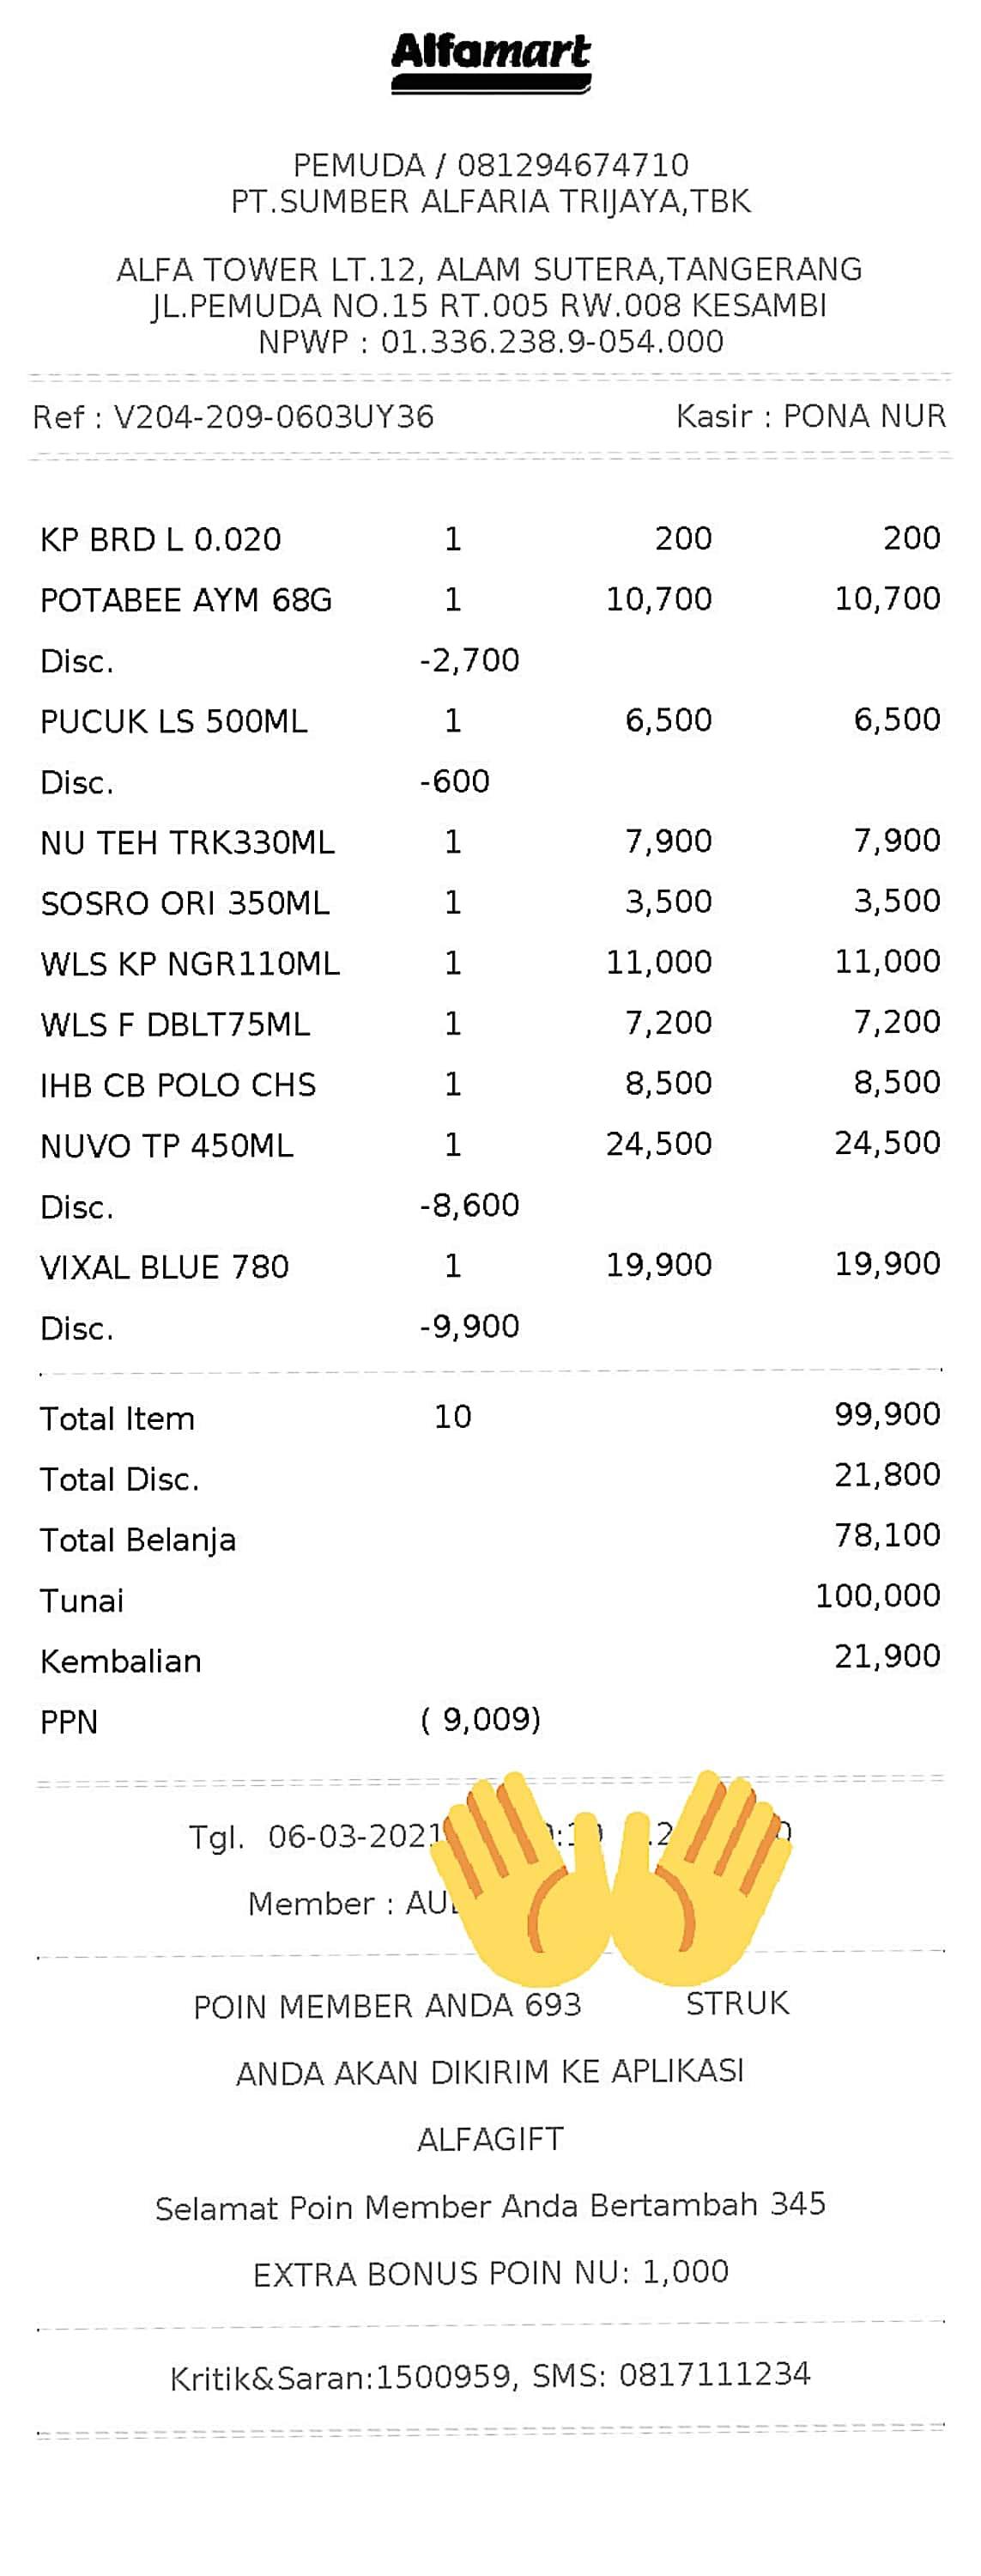 Alfamart
PEMUDA / 081294674710
PT.SUMBER ALFARIA TRIJAYA,TBK
ALFA TOWER LT.12, ALAM SUTERA,TANGERANG
JL.PEMUDA NO.15 RT.005 RW.008 KESAMBI
NPWP : 01.336.238.9-054.000
Ref : V204-209-0603UY36 Kasir : PONA NUR
KP BRD L 0.020 1 200 200
POTABEE AYM 68G 1 10,700 10,700
Disc. -2,700
PUCUK LS 500ML 1 6,500 6,500
Disc. -600
NU TEH TRK330ML 1 7,900 7,900
SOSRO ORI 350ML 1 3,500 3,500
WLS KP NGR110ML 1 11,000 11,000
WLS F DBLT75ML 1 7,200 7,200
IHB CB POLO CHS 1 8,500 8,500
NUVO TP 450ML 1 24,500 24,500
Disc. -8,600
VIXAL BLUE 780 1 19,900 19,900
Disc. -9,900
Total Item 10 99,900
Total Disc. 21,800
Total Belanja 78,100
Tunai 100,000
Kembalian 21,900
PPN ( 9,009)
Tgl. 06-03-2021
Member :
POIN MEMBER ANDA 693 STRUK
ANDA AKAN DIKIRIM KE APLIKASI
ALFAGIFT
Selamat Poin Member Anda Bertambah 345
EXTRA BONUS POIN NU: 1,000
Kritik&Saran:1500959, SMS: 0817111234